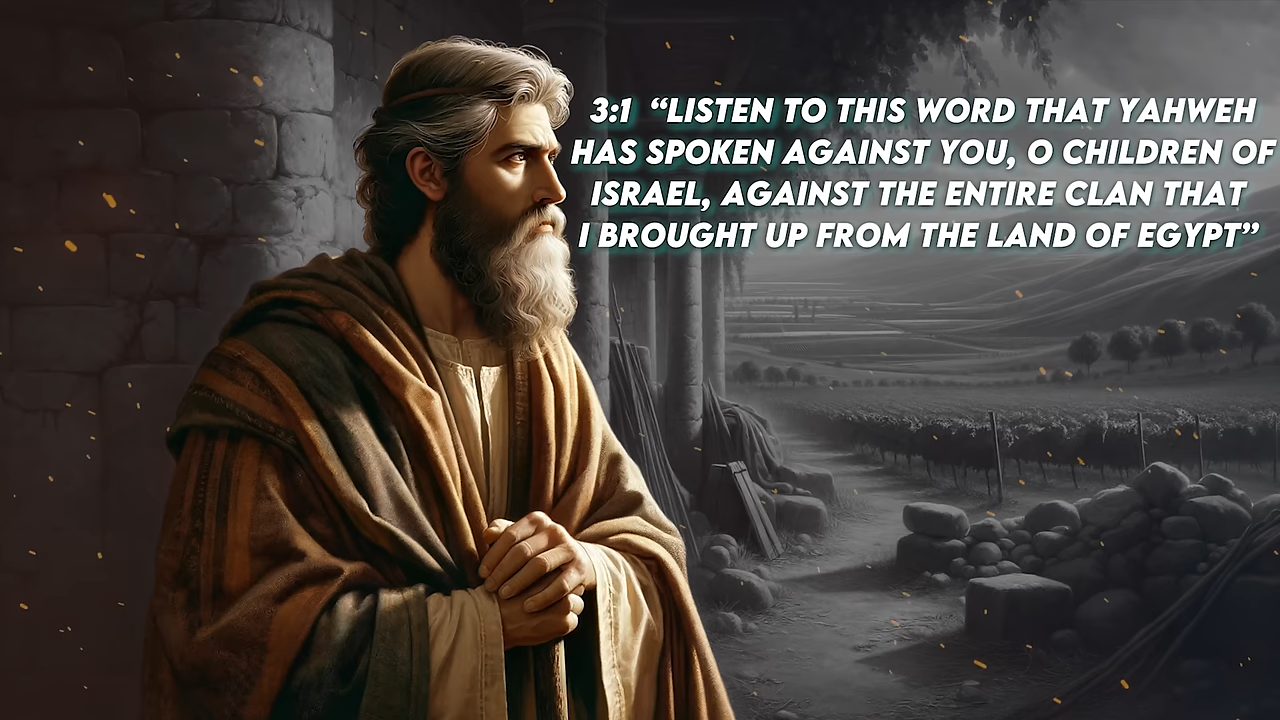 3:1 “LISTEN TO THIS WORD THAT YAHWEH
HAS SPOKEN AGAINST YOU, O CHILDREN OF
ISRAEL, AGAINST THE ENTIRE CLAN THAT
I BROUGHT UP FROM THE LAND OF EGYPT”